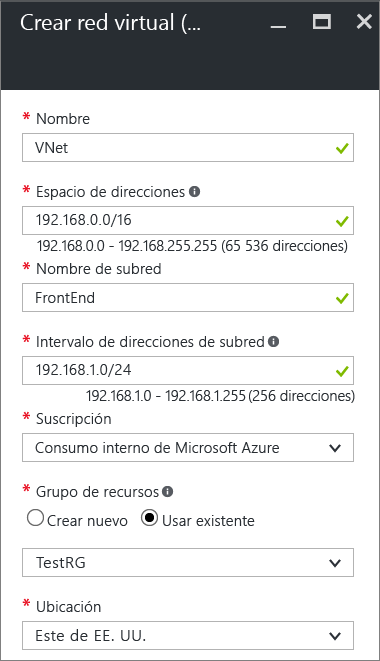 Crear red virtual (...
* Nombre
VNet
* Espacio de direcciones
192.168.0.0/16
192.168.0.0 - 192.168.255.255 (65 536 direcciones)
* Nombre de subred
FrontEnd
* Intervalo de direcciones de subred
192.168.1.0/24
192.168.1.0 - 192.168.1.255 (256 direcciones)
* Suscripción
Consumo interno de Microsoft Azure
* Grupo de recursos
Crear nuevo Usar existente
TestRG
* Ubicación
Este de EE. UU.